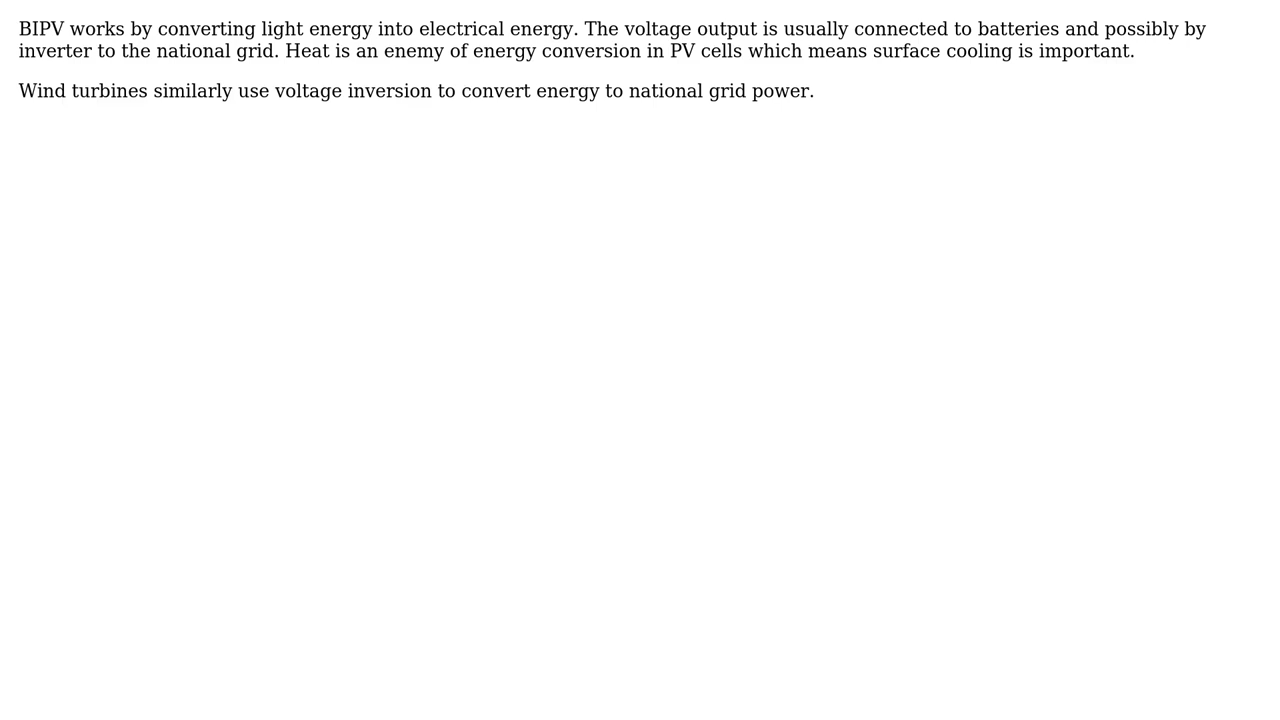 BIPV works by converting light energy into electrical energy. The voltage output is usually connected to batteries and possibly by
inverter to the national grid. Heat is an enemy of energy conversion in PV cells which means surface cooling is important.
Wind turbines similarly use voltage inversion to convert energy to national grid power.